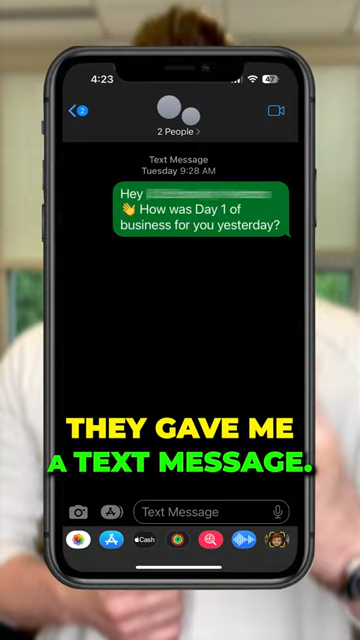 4:23
47
2
2 People >
Text Message
Tuesday 9:28 AM
Hey
👋 How was Day 1 of
business for you yesterday?
THEY GAVE ME
A TEXT MESSAGE.
Text Message
Cash